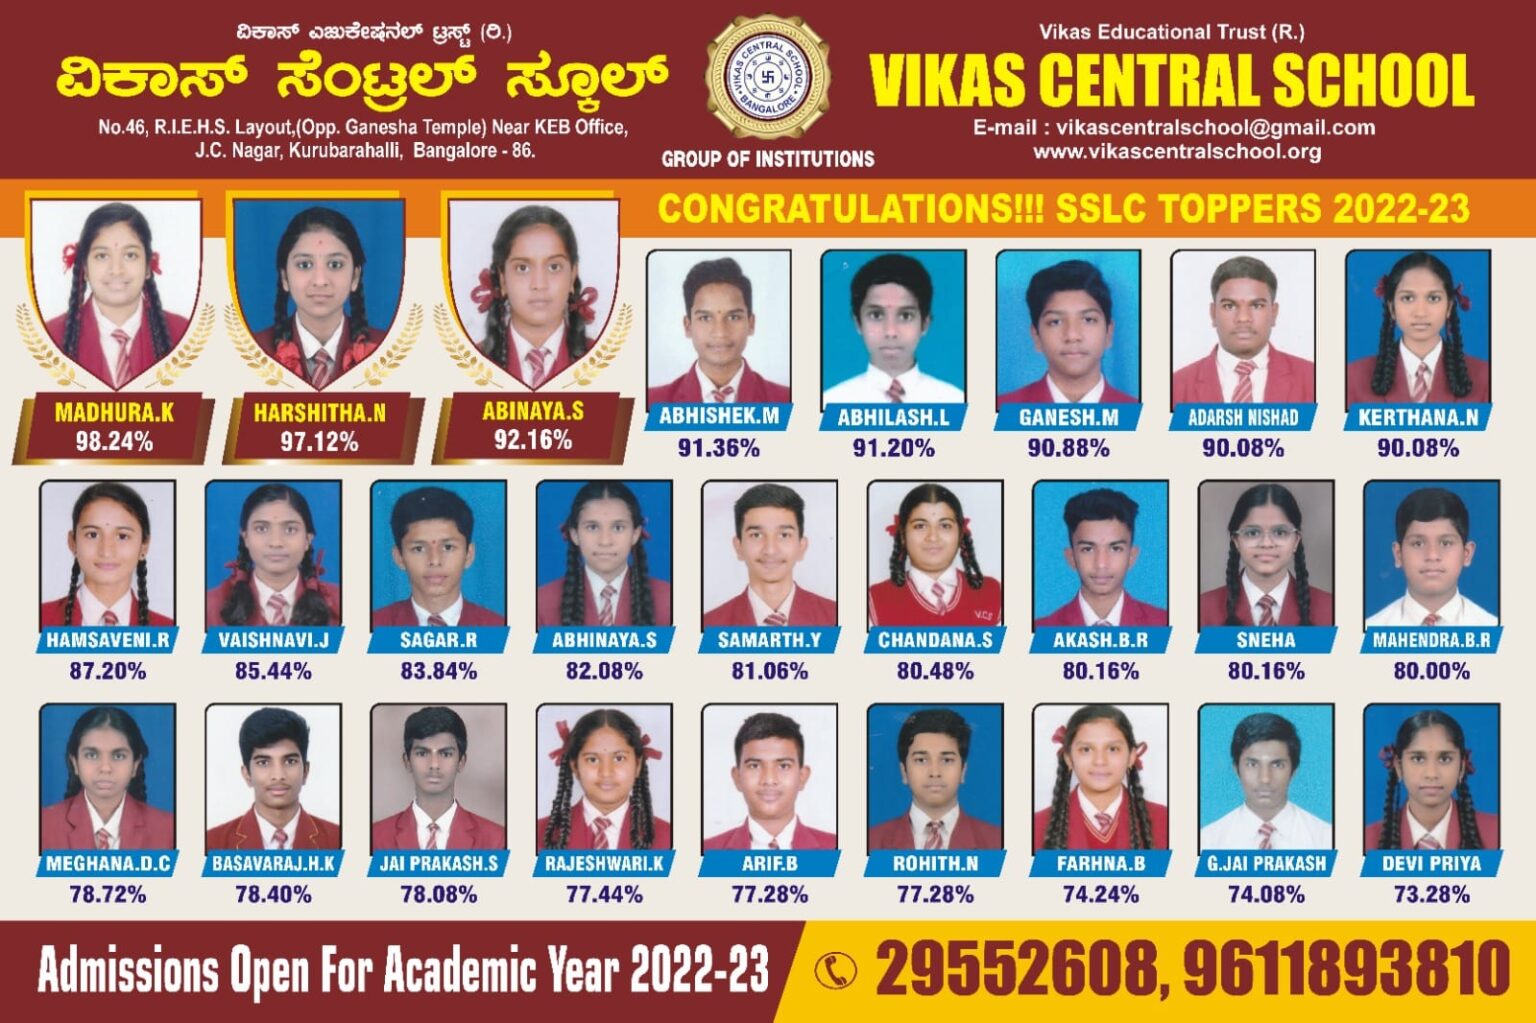 ವಿಕಾಸ್ ಎಜುಕೇಷನಲ್ ಟ್ರಸ್ಟ್ (ರಿ.)
ವಿಕಾಸ್ ಸೆಂಟ್ರಲ್ ಸ್ಕೂಲ್
No.46, R.I.E.H.S. Layout,(Opp. Ganesha Temple) Near KEB Office,
J.C. Nagar, Kurubarahalli, Bangalore - 86.
VIKAS CENTRAL SCHOOL
BANGALORE
GROUP OF INSTITUTIONS
Vikas Educational Trust (R.)
VIKAS CENTRAL SCHOOL
E-mail : vikascentralschool@gmail.com
www.vikascentralschool.org
CONGRATULATIONS!!! SSLC TOPPERS 2022-23
MADHURA.K
98.24%
HARSHITHA.N
97.12%
ABINAYA.S
92.16%
ABHISHEK.M
91.36%
ABHILASH.L
91.20%
GANESH.M
90.88%
ADARSH NISHAD
90.08%
KERTHANA.N
90.08%
HAMSAVENI.R
87.20%
VAISHNAVI.J
85.44%
SAGAR.R
83.84%
ABHINAYA.S
82.08%
SAMARTH.Y
81.06%
V.C.S
CHANDANA.S
80.48%
AKASH.B.R
80.16%
SNEHA
80.16%
MAHENDRA.B.R
80.00%
MEGHANA.D.C
78.72%
BASAVARAJ.H.K
78.40%
JAI PRAKASH.S
78.08%
RAJESHWARI.K
77.44%
ARIF.B
77.28%
ROHITH.N
77.28%
FARHNA.B
74.24%
G.JAI PRAKASH
74.08%
DEVI PRIYA
73.28%
Admissions Open For Academic Year 2022-23
29552608, 9611893810